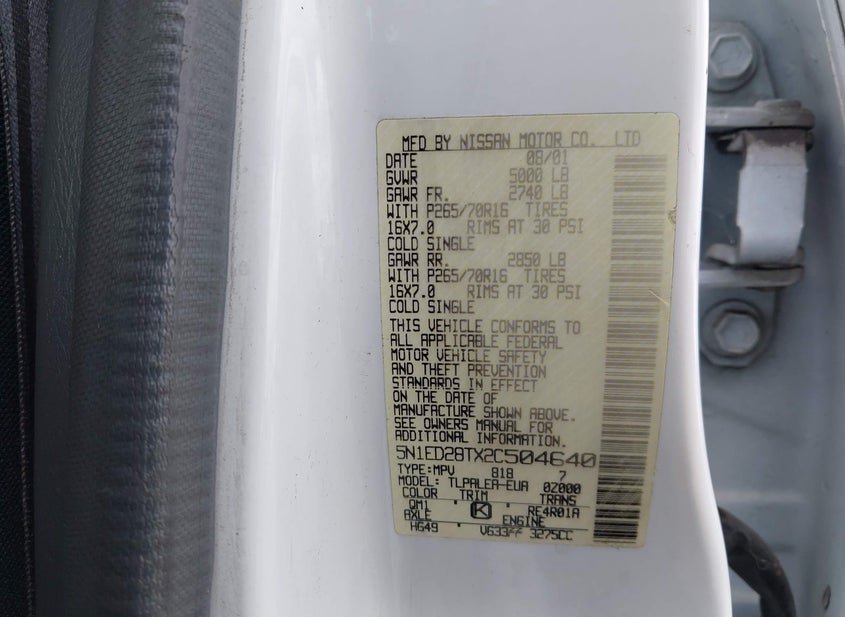 MFD BY NISSAN MOTOR CO. LTD
DATE 08/01
GVWR 5000 LB
GAWR FR. 2740 LB
WITH P265/70R16 TIRES
16X7.0 RIMS AT 30 PSI
COLD SINGLE
GAWR RR. 2850 LB
WITH P265/70R16 TIRES
16X7.0 RIMS AT 30 PSI
COLD SINGLE
THIS VEHICLE CONFORMS TO
ALL APPLICABLE FEDERAL
MOTOR VEHICLE SAFETY
AND THEFT PREVENTION
STANDARDS IN EFFECT
ON THE DATE OF
MANUFACTURE SHOWN ABOVE.
SEE OWNERS MANUAL FOR
ADDITIONAL INFORMATION
5N1ED28TX2C504640
TYPE:MPV 818 7
MODEL: TLPALEA-EUA 02000
COLOR TRIM TRANS
QM1 K RE4R01A
AXLE ENGINE
HG49 VG33 3275CC